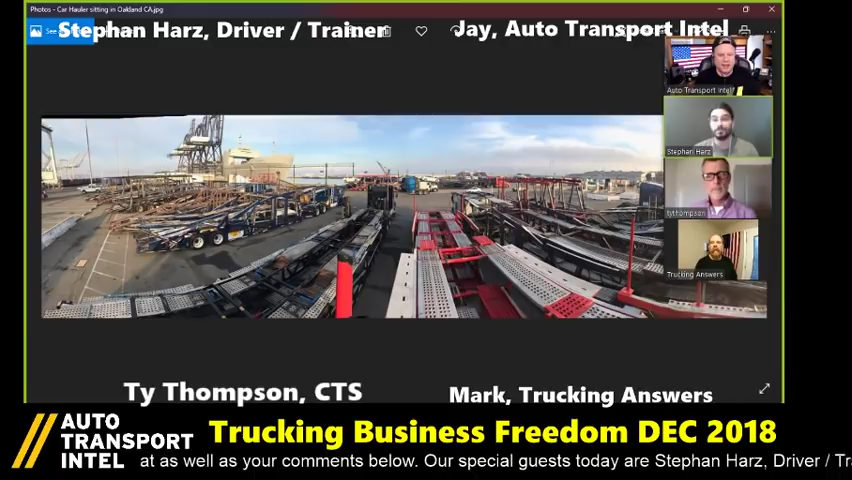 Photos - Car Hauler sitting in Oakland CA.jpg
Stephan Harz, Driver / Trainer
Jay, Auto Transport Intel
See
Auto Transport Intel
Stephan Harz
tythompson
Trucking Answers
Ty Thompson, CTS
Mark, Trucking Answers
AUTO
TRANSPORT
INTEL
Trucking Business Freedom DEC 2018
at as well as your comments below. Our special guests today are Stephan Harz, Driver / Tr